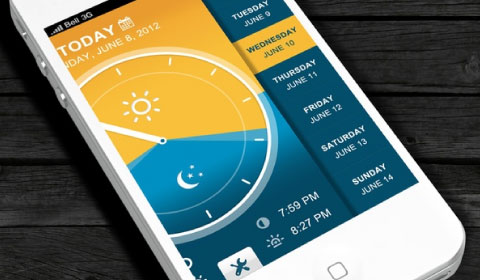 Bell 3G
TODAY
JUNE 8, 2012
TUESDAY
JUNE 9
WEDNESDAY
JUNE 10
THURSDAY
JUNE 11
FRIDAY
JUNE 12
SATURDAY
JUNE 13
SUNDAY
JUNE 14
7:59 PM
8:27 PM